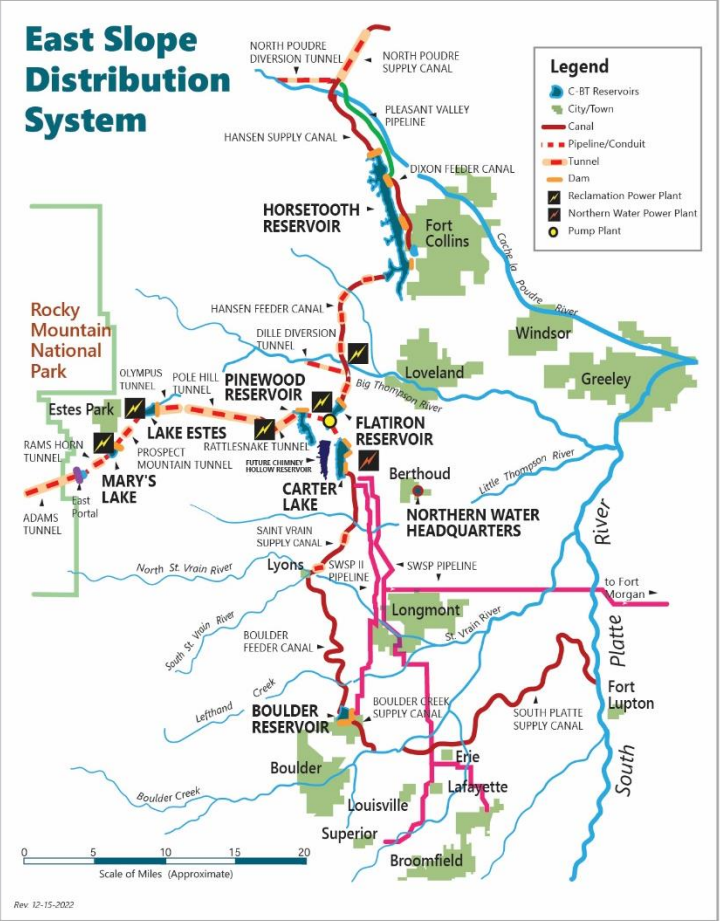 East Slope
Distribution
System
NORTH POUDRE
DIVERSION TUNNEL
NORTH POUDRE
SUPPLY CANAL
PLEASANT VALLEY
PIPELINE
HANSEN SUPPLY CANAL
DIXON FEEDER CANAL
Legend
C-BT Reservoirs
City/Town
Canal
Pipeline/Conduit
Tunnel
Dam
Reclamation Power Plant
Northern Water Power Plant
Pump Plant
HORSETOOTH
RESERVOIR
Fort
Collins
Cache la Poudre River
HANSEN FEEDER CANAL
DILLE DIVERSION
TUNNEL
Windsor
Rocky
Mountain
National
Park
Loveland
Greeley
OLYMPUS
TUNNEL
POLE HILL
TUNNEL
PINEWOOD
RESERVOIR
Big Thompson River
Estes Park
LAKE ESTES
FLATIRON
RESERVOIR
RAMS HORN
TUNNEL
PROSPECT
MOUNTAIN TUNNEL
RATTLESNAKE TUNNEL
FUTURE CHIMNEY
HOLLOW RESERVOIR
MARY'S
LAKE
East
Portal
ADAMS
TUNNEL
CARTER
LAKE
Berthoud
Little Thompson River
NORTHERN WATER
HEADQUARTERS
SAINT VRAIN
SUPPLY CANAL
North St. Vrain River
Lyons
SWSP II
PIPELINE
SWSP PIPELINE
to Fort
Morgan
Longmont
St. Vrain River
South St. Vrain River
BOULDER
FEEDER CANAL
South Platte River
Lefthand Creek
BOULDER
RESERVOIR
BOULDER CREEK
SUPPLY CANAL
SOUTH PLATTE
SUPPLY CANAL
Fort
Lupton
Boulder
Erie
Lafayette
Boulder Creek
Louisville
Superior
Broomfield
0 5 10 15 20
Scale of Miles (Approximate)
Rev. 12-15-2022